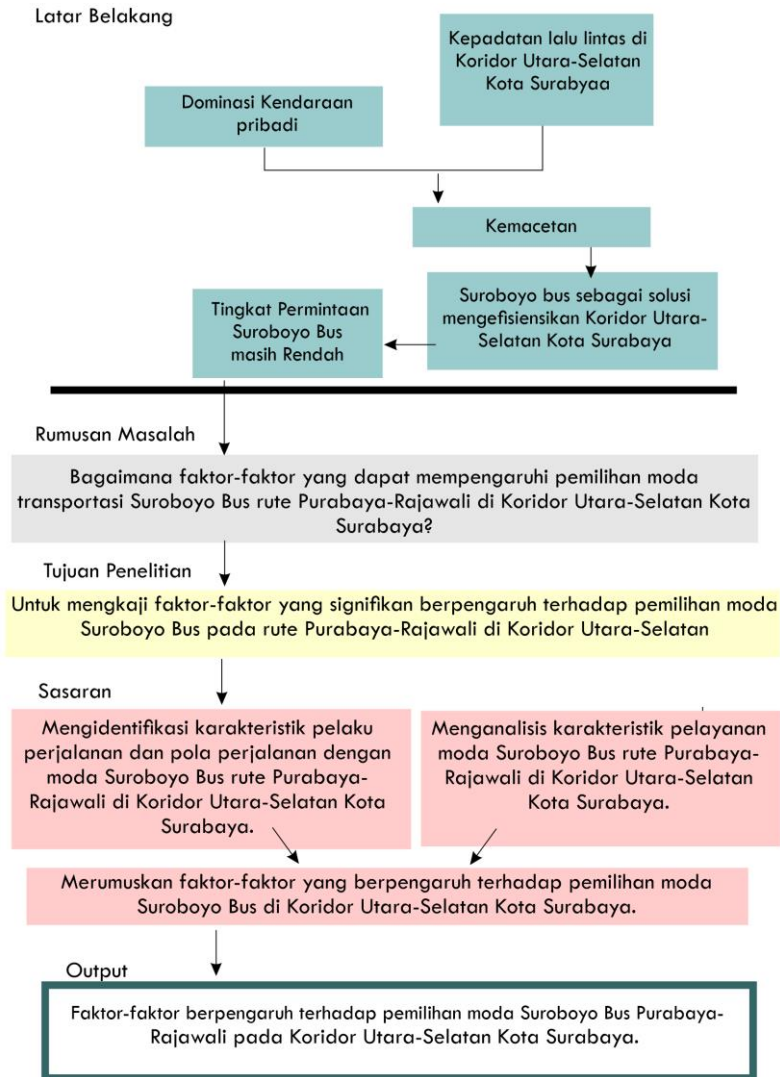 Latar Belakang
Kepadatan lalu lintas di
Koridor Utara-Selatan
Kota Surabyaa
Dominasi Kendaraan
pribadi
Kemacetan
Suroboyo bus sebagai solusi
mengefisiensikan Koridor Utara-
Selatan Kota Surabaya
Tingkat Permintaan
Suroboyo Bus
masih Rendah
Rumusan Masalah
Bagaimana faktor-faktor yang dapat mempengaruhi pemilihan moda
transportasi Suroboyo Bus rute Purabaya-Rajawali di Koridor Utara-Selatan Kota
Surabaya?
Tujuan Penelitian
Untuk mengkaji faktor-faktor yang signifikan berpengaruh terhadap pemilihan moda
Suroboyo Bus pada rute Purabaya-Rajawali di Koridor Utara-Selatan
Sasaran
Mengidentifikasi karakteristik pelaku
perjalanan dan pola perjalanan dengan
moda Suroboyo Bus rute Purabaya-
Rajawali di Koridor Utara-Selatan Kota
Surabaya.
Menganalisis karakteristik pelayanan
moda Suroboyo Bus rute Purabaya-
Rajawali di Koridor Utara-Selatan
Kota Surabaya.
Merumuskan faktor-faktor yang berpengaruh terhadap pemilihan moda
Suroboyo Bus di Koridor Utara-Selatan Kota Surabaya.
Output
Faktor-faktor berpengaruh terhadap pemilihan moda Suroboyo Bus Purabaya-
Rajawali pada Koridor Utara-Selatan Kota Surabaya.